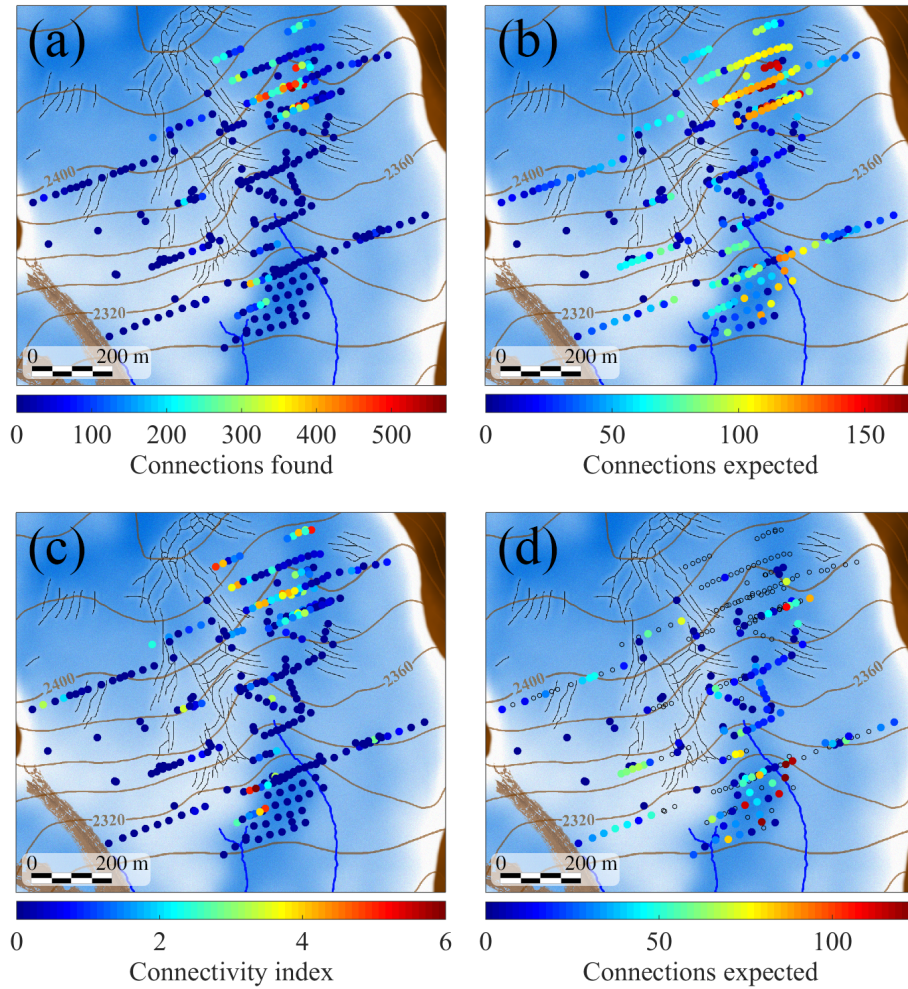 (a)
2400
2360
2320
0 200 m
0 100 200 300 400 500
Connections found
(b)
2400
2360
2320
0 200 m
0 50 100 150
Connections expected
(c)
2400
2360
2320
0 200 m
0 2 4 6
Connectivity index
(d)
2400
2360
2320
0 200 m
0 50 100
Connections expected